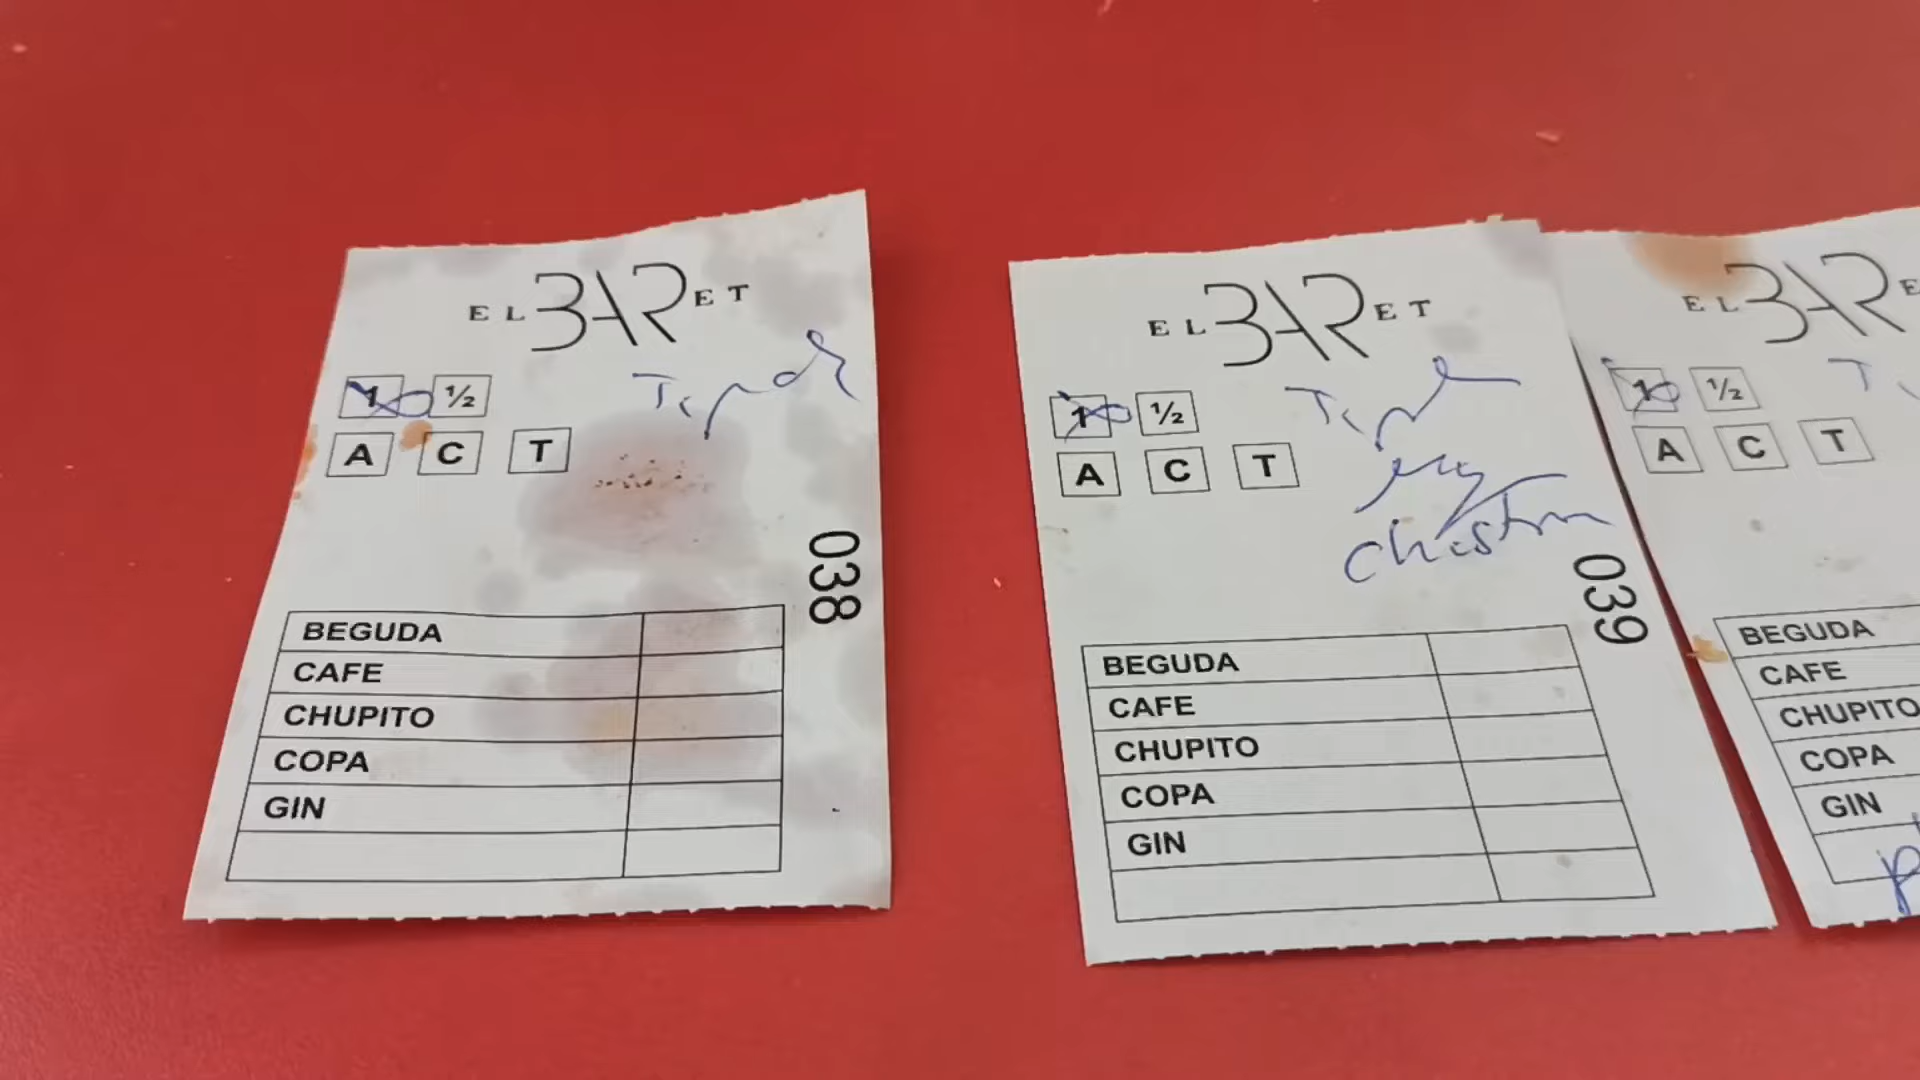 EL BARET
1 ½
A C T
038
BEGUDA
CAFE
CHUPITO
COPA
GIN
EL BARET
1 ½
A C T
039
BEGUDA
CAFE
CHUPITO
COPA
GIN
EL BAR E
1 ½
A C T
BEGUDA
CAFE
CHUPITO
COPA
GIN